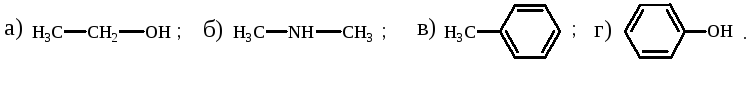 а) H₃C—CH₂—OH ; б) H₃C—NH—CH₃ ; в) H₃C— ; г) —OH .